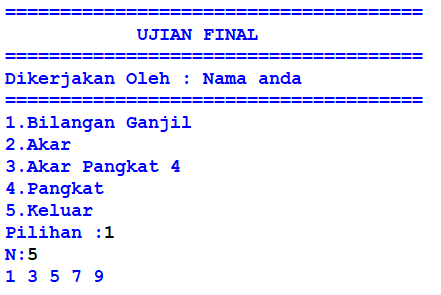 ======================================
UJIAN FINAL
======================================
Dikerjakan Oleh : Nama anda
======================================
1.Bilangan Ganjil
2.Akar
3.Akar Pangkat 4
4.Pangkat
5.Keluar
Pilihan :1
N:5
1 3 5 7 9